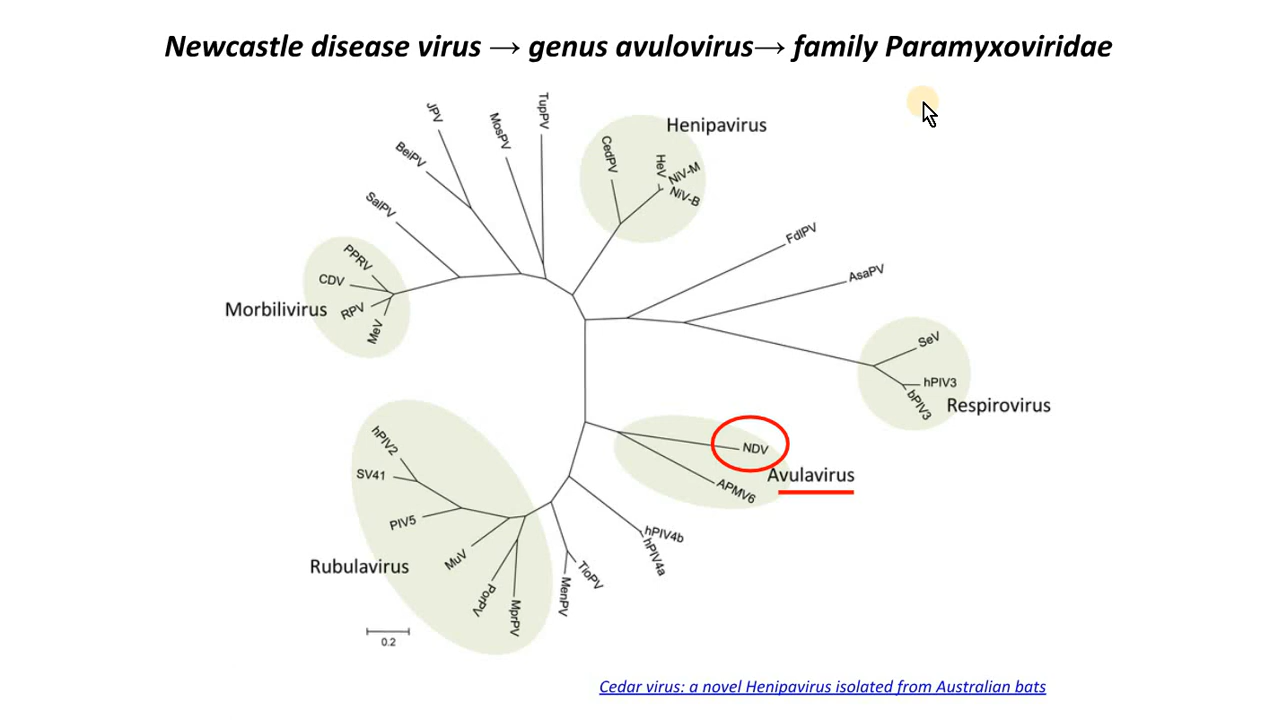 Newcastle disease virus → genus avulovirus→ family Paramyxoviridae
JPV
MosPV
TupPV
BeiPV
SalPV
Henipavirus
CedPV
HeV
NiV-M
NiV-B
FdlPV
AsaPV
PPRV
CDV
RPV
MeV
Morbilivirus
SeV
hPIV3
bPIV3
Respirovirus
NDV
Avulavirus
APMV6
hPIV2
SV41
PIV5
MuV
PorPV
MprPV
Rubulavirus
hPIV4b
hPIV4a
TioPV
MenPV
0.2
Cedar virus: a novel Henipavirus isolated from Australian bats